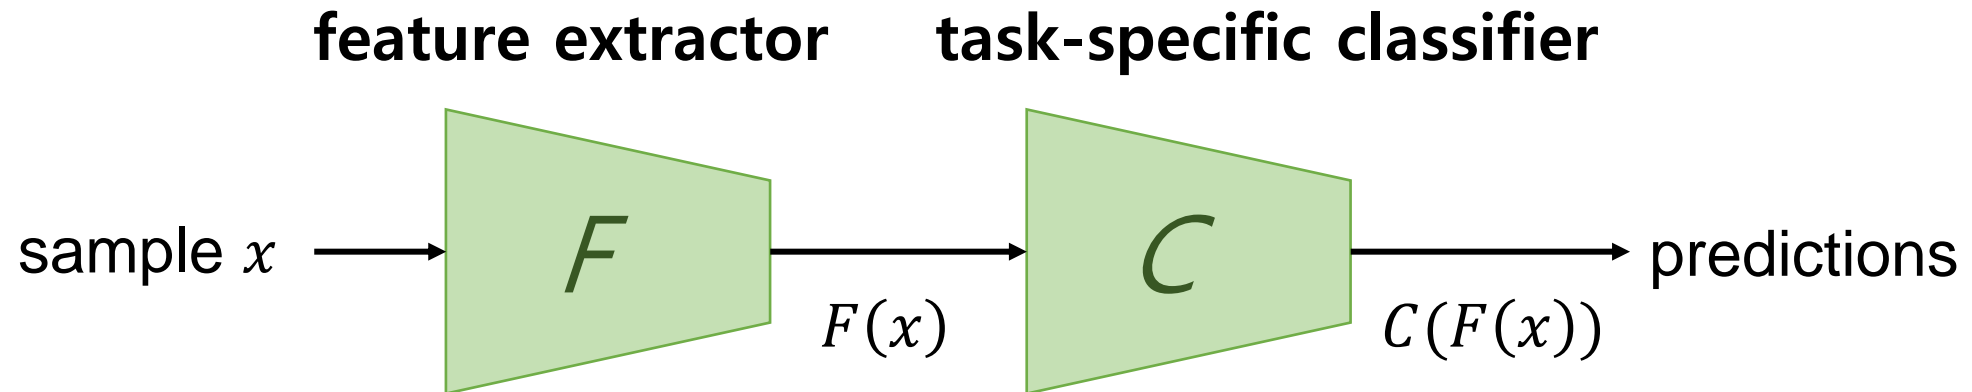 feature extractor
task-specific classifier
sample x
F
C
predictions
F(x)
C(F(x))